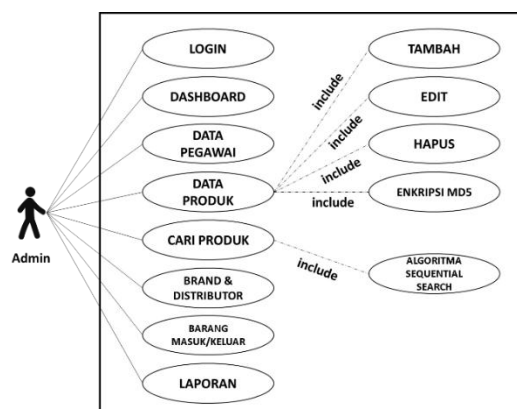 LOGIN
DASHBOARD
DATA
PEGAWAI
DATA
PRODUK
CARI PRODUK
BRAND &
DISTRIBUTOR
BARANG
MASUK/KELUAR
LAPORAN
Admin
include
include
include
include
include
TAMBAH
EDIT
HAPUS
ENKRIPSI MD5
ALGORITMA
SEQUENTIAL
SEARCH